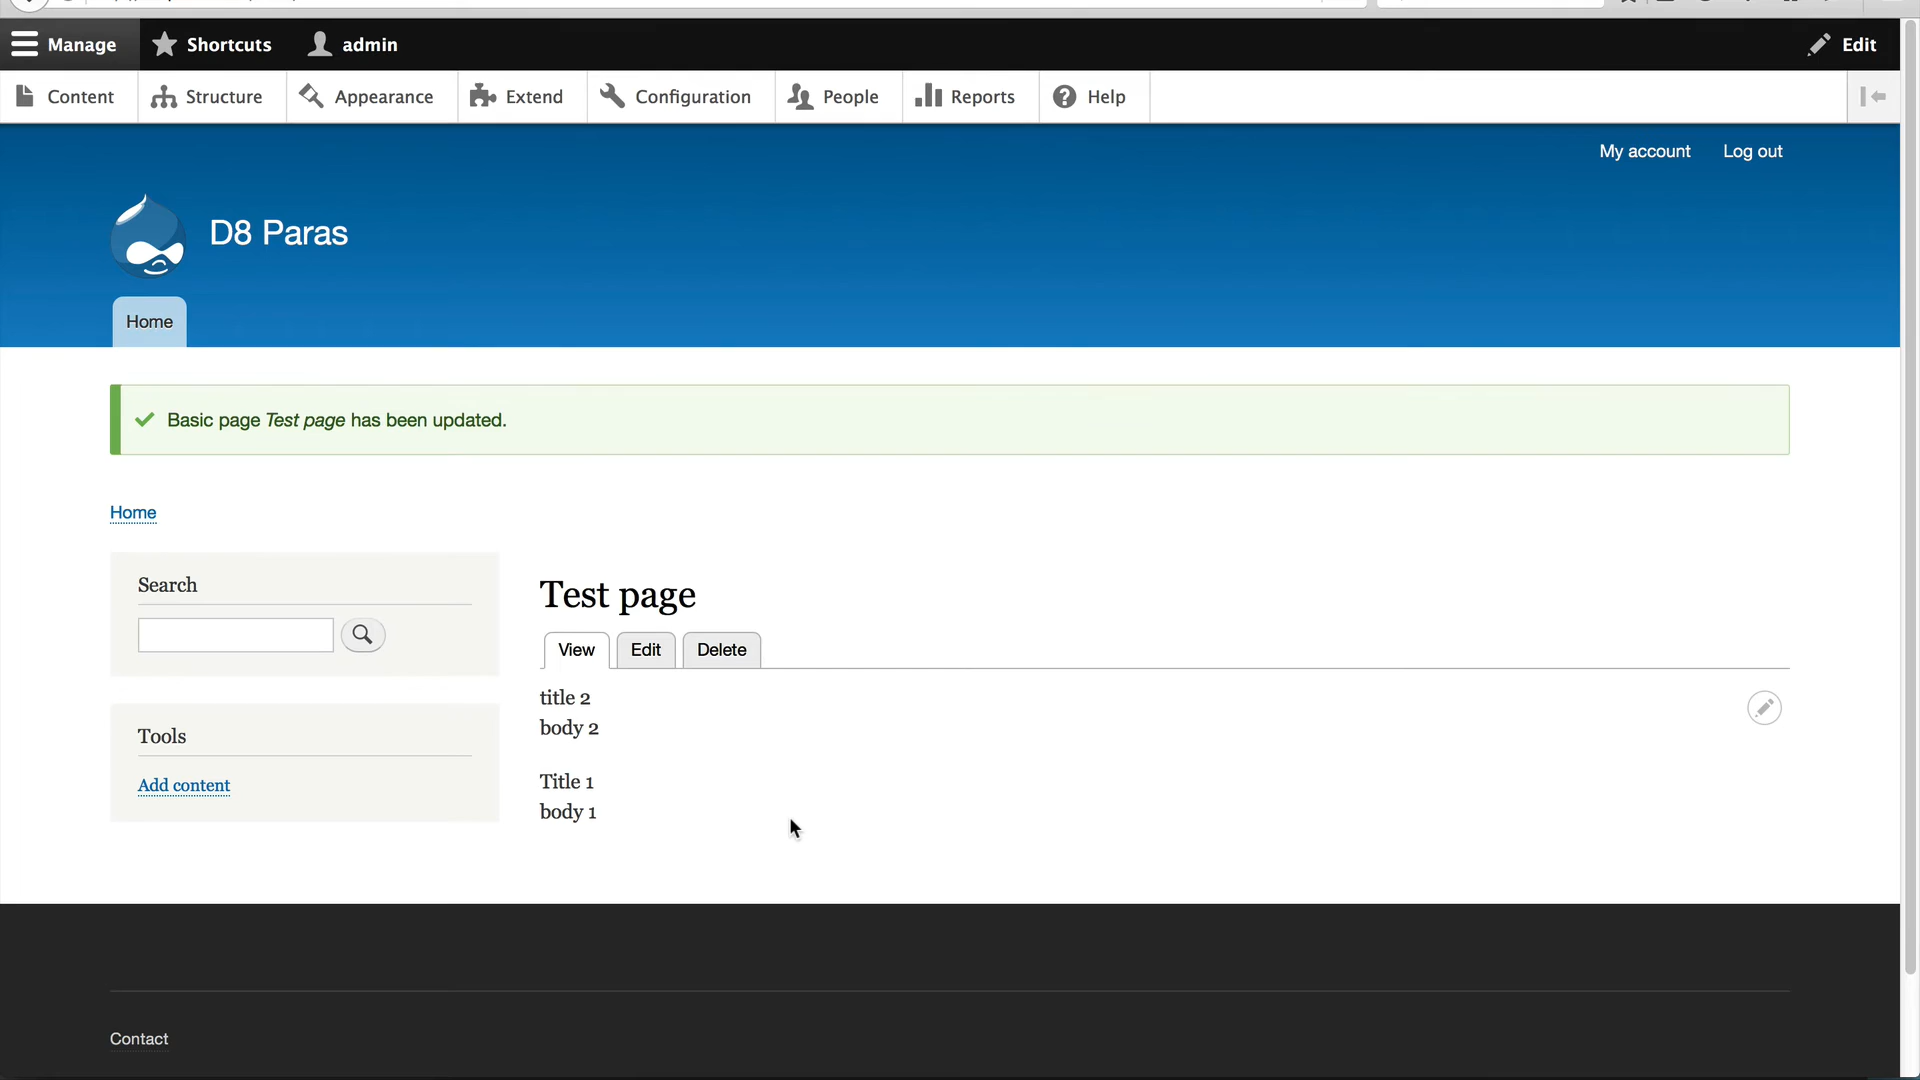 Manage Shortcuts admin Edit
Content Structure Appearance Extend Configuration People Reports Help
My account Log out
D8 Paras
Home
Basic page Test page has been updated.
Home
Search
Test page
View Edit Delete
title 2
body 2
Tools
Add content
Title 1
body 1
Contact